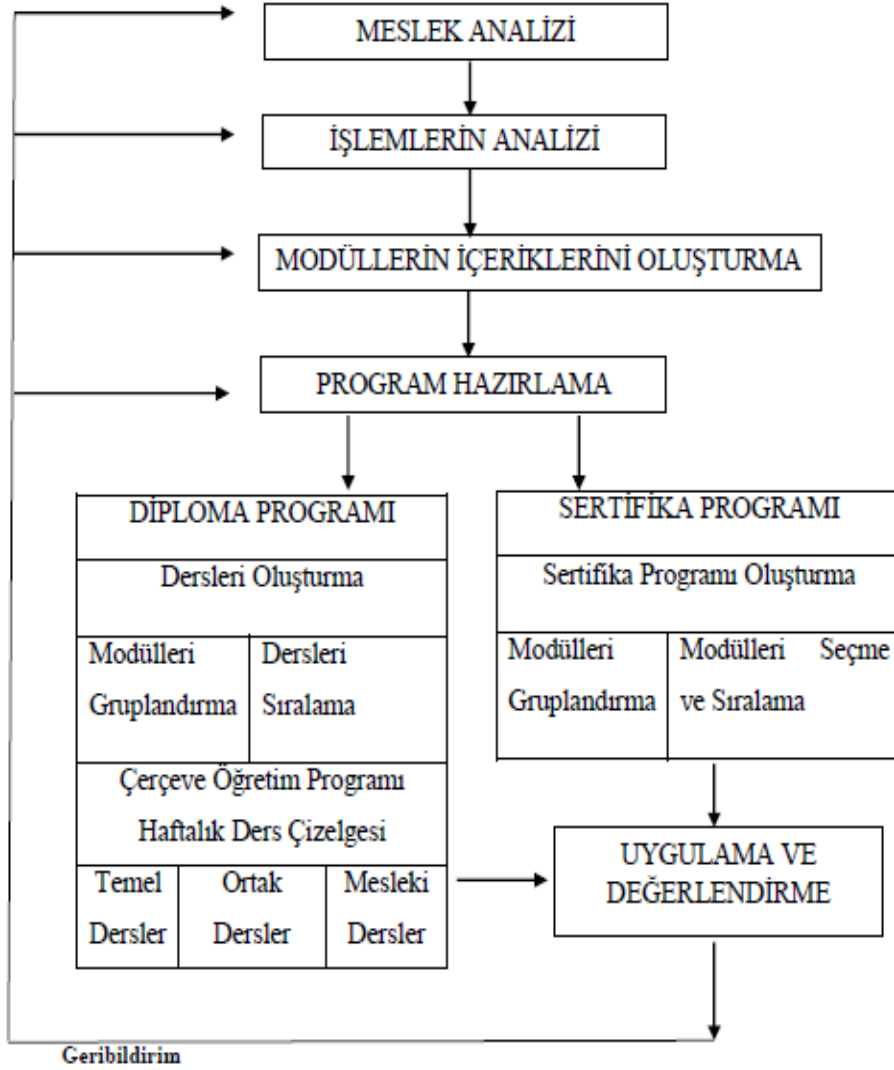 MESLEK ANALİZİ
İŞLEMLERİN ANALİZİ
MODÜLLERİN İÇERİKLERİNİ OLUŞTURMA
PROGRAM HAZIRLAMA
DİPLOMA PROGRAMI
Dersleri Oluşturma
Modülleri
Gruplandırma
Dersleri
Sıralama
Çerçeve Öğretim Programı
Haftalık Ders Çizelgesi
Temel
Dersler
Ortak
Dersler
Mesleki
Dersler
SERTİFİKA PROGRAMI
Sertifika Programı Oluşturma
Modülleri
Gruplandırma
Modülleri Seçme
ve Sıralama
UYGULAMA VE
DEĞERLENDİRME
Geribildirim